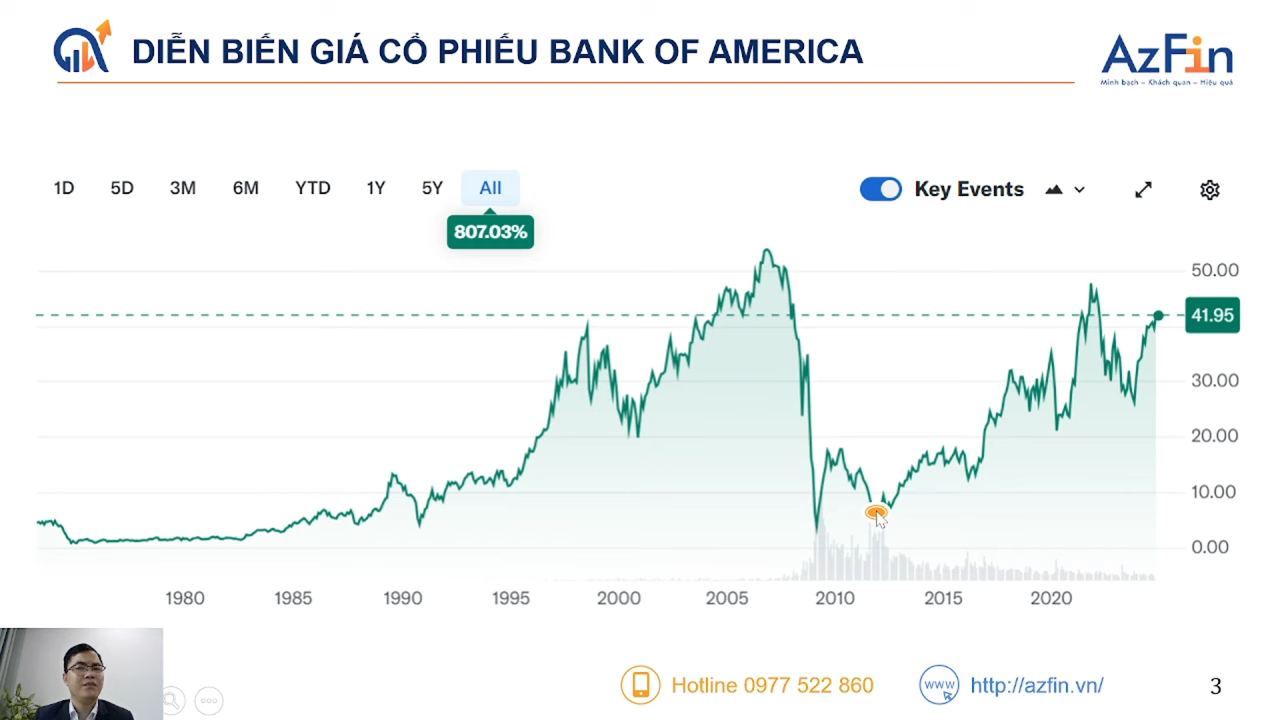 DIỄN BIẾN GIÁ CỔ PHIẾU BANK OF AMERICA
AzFin
Minh bạch – Khách quan – Hiệu quả
1D 5D 3M 6M YTD 1Y 5Y All
Key Events
807.03%
50.00
41.95
30.00
20.00
10.00
0.00
1980 1985 1990 1995 2000 2005 2010 2015 2020
Hotline 0977 522 860
www
http://azfin.vn/
3